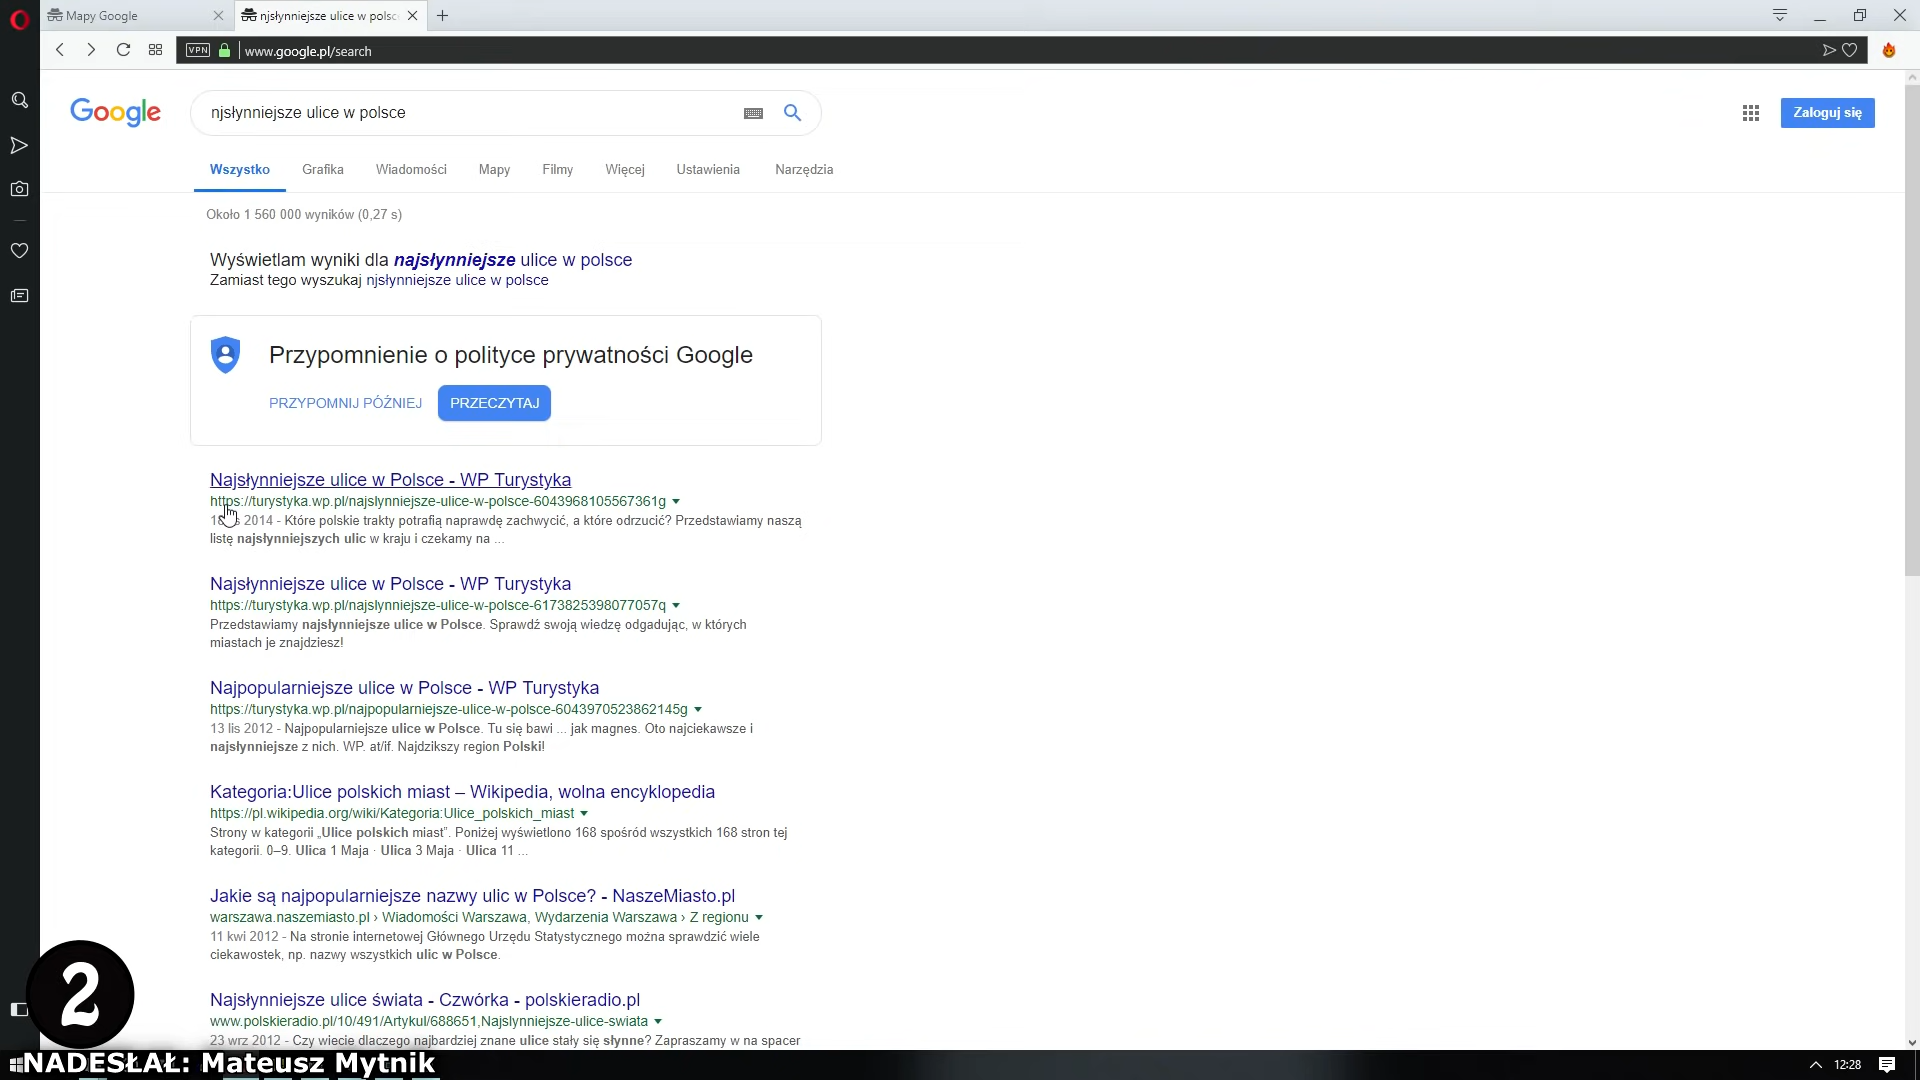 Mapy Google
njsłynniejsze ulice w polsce
VPN
www.google.pl/search
Google
njsłynniejsze ulice w polsce
Zaloguj się
Wszystko Grafika Wiadomości Mapy Filmy Więcej Ustawienia Narzędzia
Około 1 560 000 wyników (0,27 s)
Wyświetlam wyniki dla najsłynniejsze ulice w polsce
Zamiast tego wyszukaj njsłynniejsze ulice w polsce
Przypomnienie o polityce prywatności Google
PRZYPOMNIJ PÓŹNIEJ PRZECZYTAJ
Najsłynniejsze ulice w Polsce - WP Turystyka
https://turystyka.wp.pl/najslynniejsze-ulice-w-polsce-6043968105567361g
2014 - Które polskie trakty potrafią naprawdę zachwycić, a które odrzucić? Przedstawiamy naszą
listę najsłynniejszych ulic w kraju i czekamy na ...
Najsłynniejsze ulice w Polsce - WP Turystyka
https://turystyka.wp.pl/najslynniejsze-ulice-w-polsce-6173825398077057q
Przedstawiamy najsłynniejsze ulice w Polsce. Sprawdź swoją wiedzę odgadując, w których
miastach je znajdziesz!
Najpopularniejsze ulice w Polsce - WP Turystyka
https://turystyka.wp.pl/najpopularniejsze-ulice-w-polsce-6043970523862145g
13 lis 2012 - Najpopularniejsze ulice w Polsce. Tu się bawi ... jak magnes. Oto najciekawsze i
najsłynniejsze z nich. WP. at/if. Najdzikszy region Polski!
Kategoria:Ulice polskich miast – Wikipedia, wolna encyklopedia
https://pl.wikipedia.org/wiki/Kategoria:Ulice_polskich_miast
Strony w kategorii „Ulice polskich miast”. Poniżej wyświetlono 168 spośród wszystkich 168 stron tej
kategorii. 0–9. Ulica 1 Maja · Ulica 3 Maja · Ulica 11 ...
Jakie są najpopularniejsze nazwy ulic w Polsce? - NaszeMiasto.pl
warszawa.naszemiasto.pl › Wiadomości Warszawa, Wydarzenia Warszawa › Z regionu
11 kwi 2012 - Na stronie internetowej Głównego Urzędu Statystycznego można sprawdzić wiele
ciekawostek, np. nazwy wszystkich ulic w Polsce.
Najsłynniejsze ulice świata - Czwórka - polskieradio.pl
www.polskieradio.pl/10/491/Artykul/688651,Najslynniejsze-ulice-swiata
23 wrz 2012 - Czy wiecie dlaczego najbardziej znane ulice stały się słynne? Zapraszamy w na spacer
2
NADESŁAŁ: Mateusz Mytnik
12:28